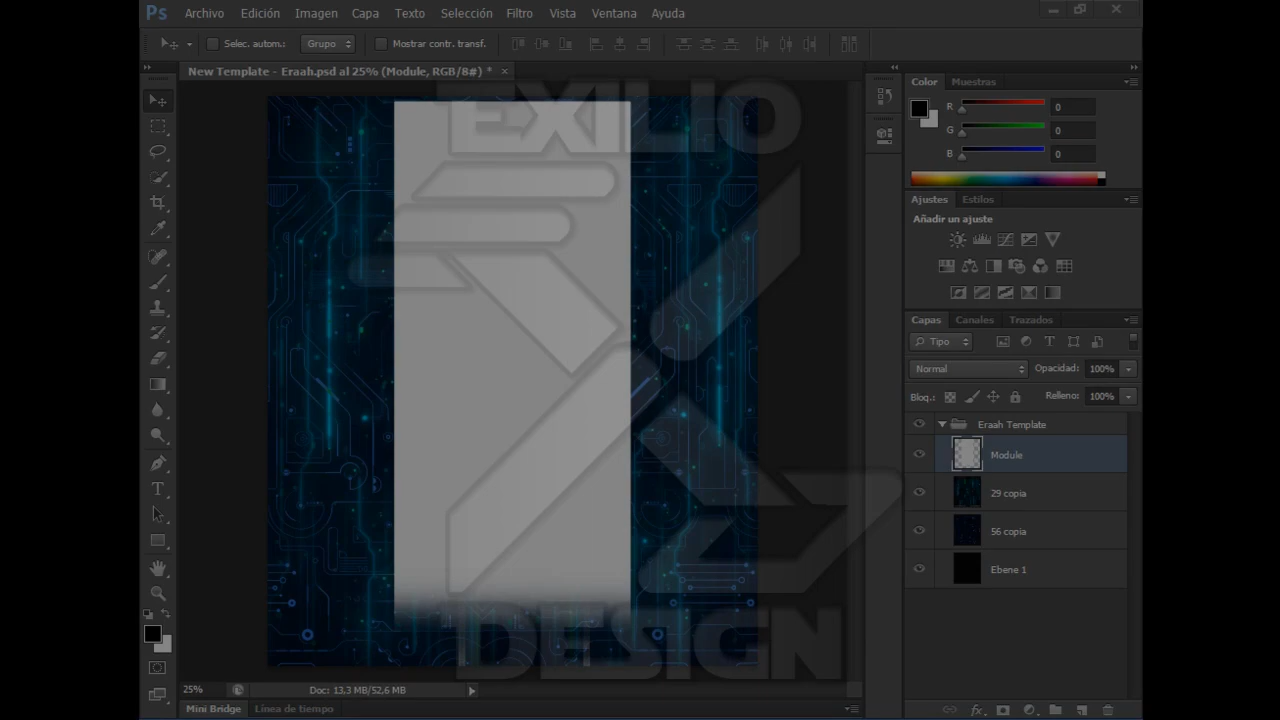 Ps Archivo Edición Imagen Capa Texto Selección Filtro Vista Ventana Ayuda
Selec. autom.: Grupo Mostrar contr. transf.
New Template - Eraah.psd al 25% (Module, RGB/8#) *
EXILIO
DESIGN
25% Doc: 13,3 MB/52,6 MB
Mini Bridge Línea de tiempo
Color Muestras
R 0
G 0
B 0
Ajustes Estilos
Añadir un ajuste
Capas Canales Trazados
Tipo
Normal Opacidad: 100%
Bloq.: Relleno: 100%
Eraah Template
Module
29 copia
56 copia
Ebene 1